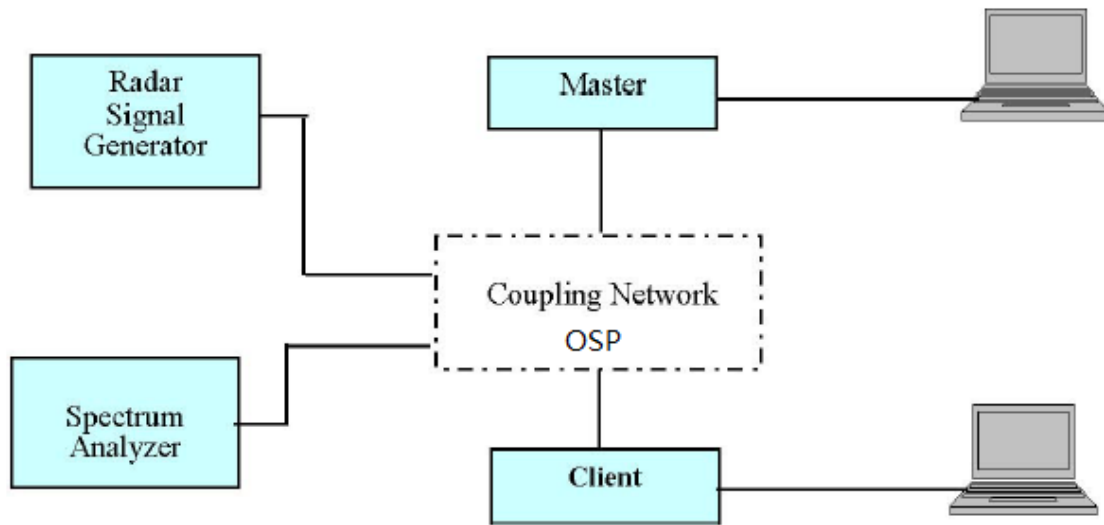 Radar
Signal
Generator
Master
Coupling Network
OSP
Spectrum
Analyzer
Client